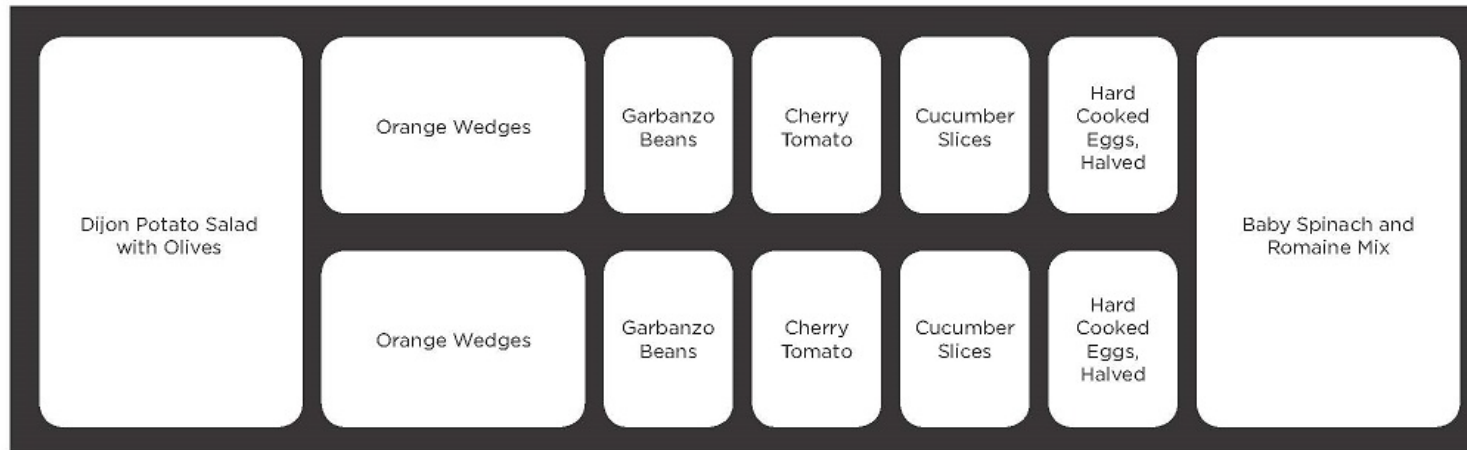 Dijon Potato Salad
with Olives
Orange Wedges
Garbanzo
Beans
Cherry
Tomato
Cucumber
Slices
Hard
Cooked
Eggs,
Halved
Orange Wedges
Garbanzo
Beans
Cherry
Tomato
Cucumber
Slices
Hard
Cooked
Eggs,
Halved
Baby Spinach and
Romaine Mix